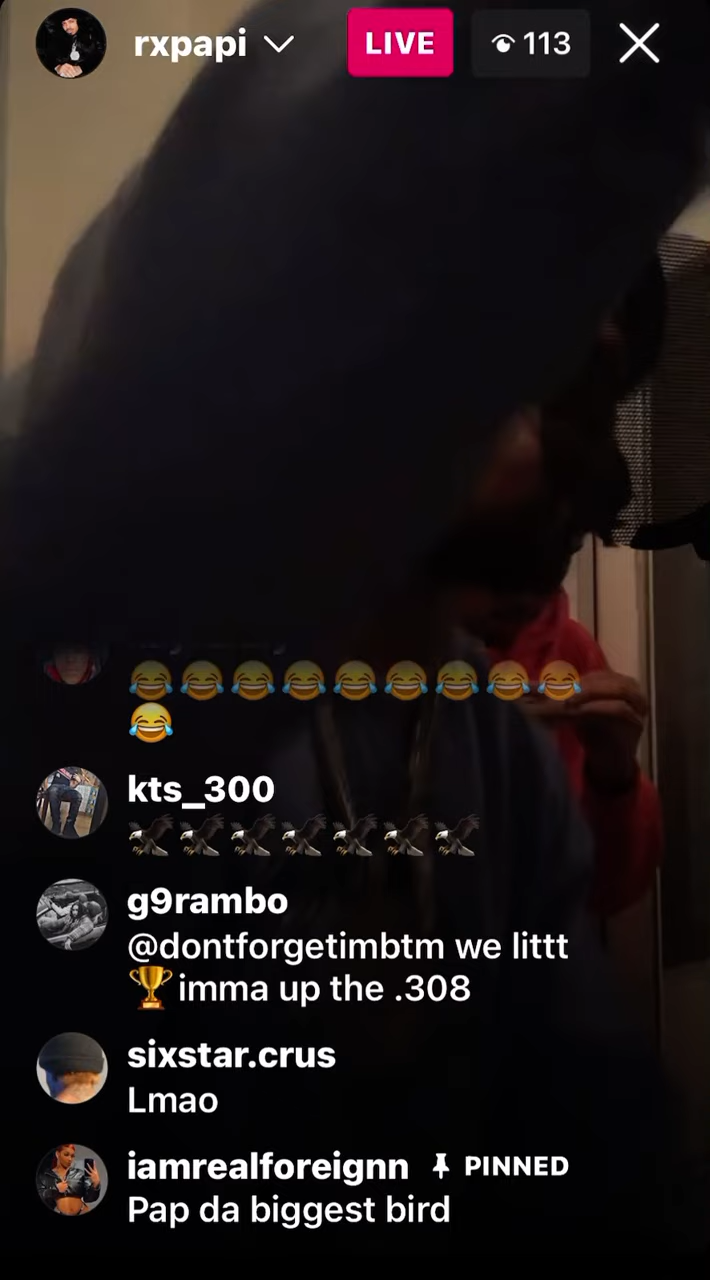 rxpapi
LIVE
113
😂😂😂😂😂😂😂😂😂
😂
kts_300
🦅🦅🦅🦅🦅🦅🦅
g9rambo
@dontforgetimbtm we littt
🏆imma up the .308
sixstar.crus
Lmao
iamrealforeignn 📌 PINNED
Pap da biggest bird